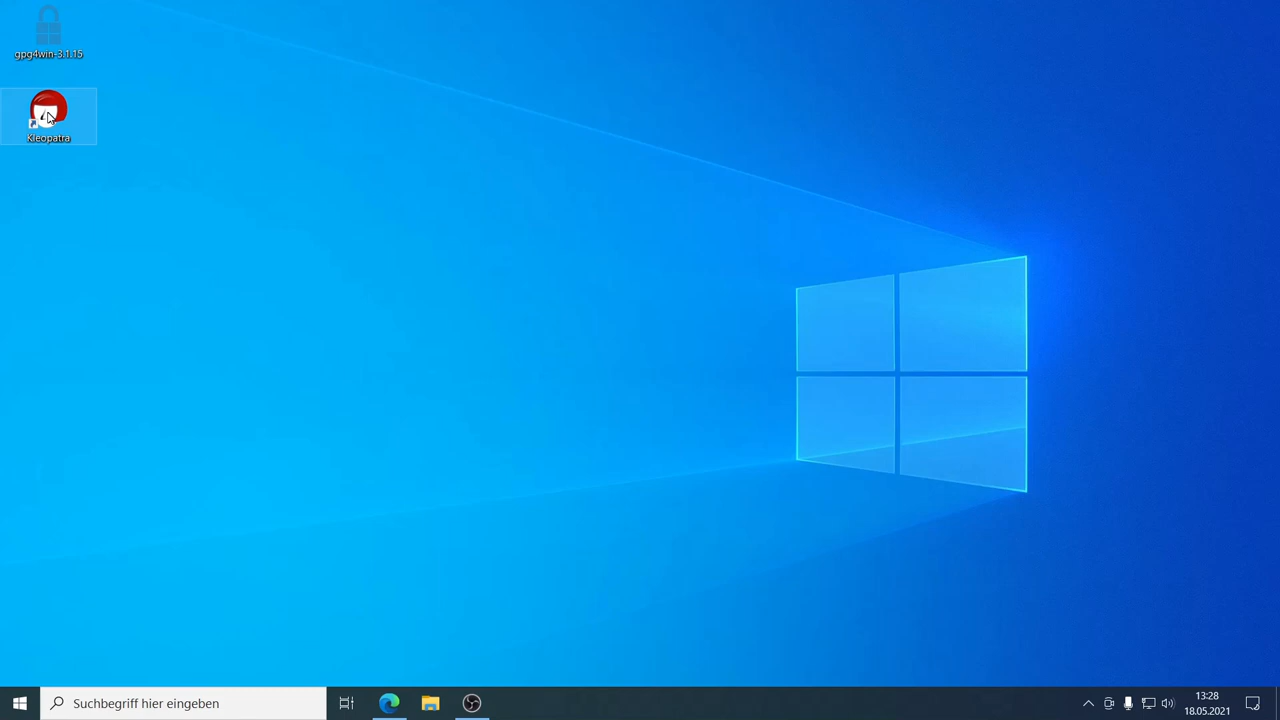 gpg4win-3.1.15
Kleopatra
Suchbegriff hier eingeben
13:28
18.05.2021